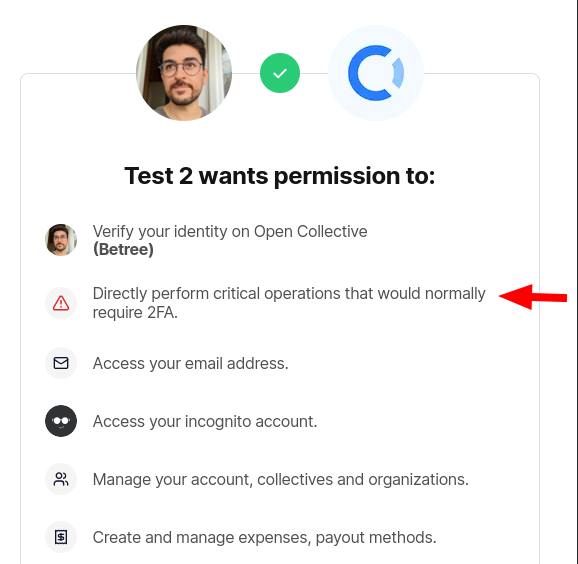 Test 2 wants permission to:
Verify your identity on Open Collective
(Betree)
Directly perform critical operations that would normally
require 2FA.
Access your email address.
Access your incognito account.
Manage your account, collectives and organizations.
Create and manage expenses, payout methods.